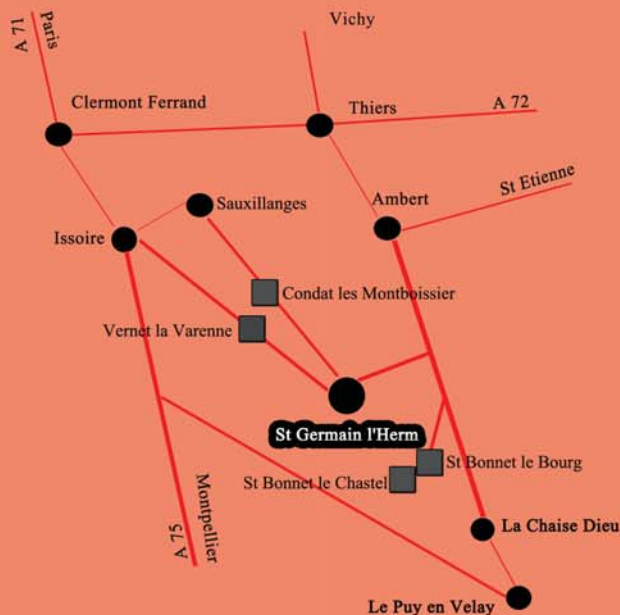 A 71
Paris
Vichy
Clermont Ferrand
Thiers
A 72
Sauxillanges
Ambert
St Etienne
Issoire
Condat les Montboissier
Vernet la Varenne
St Germain l'Herm
St Bonnet le Bourg
St Bonnet le Chastel
Montpellier
A 75
La Chaise Dieu
Le Puy en Velay